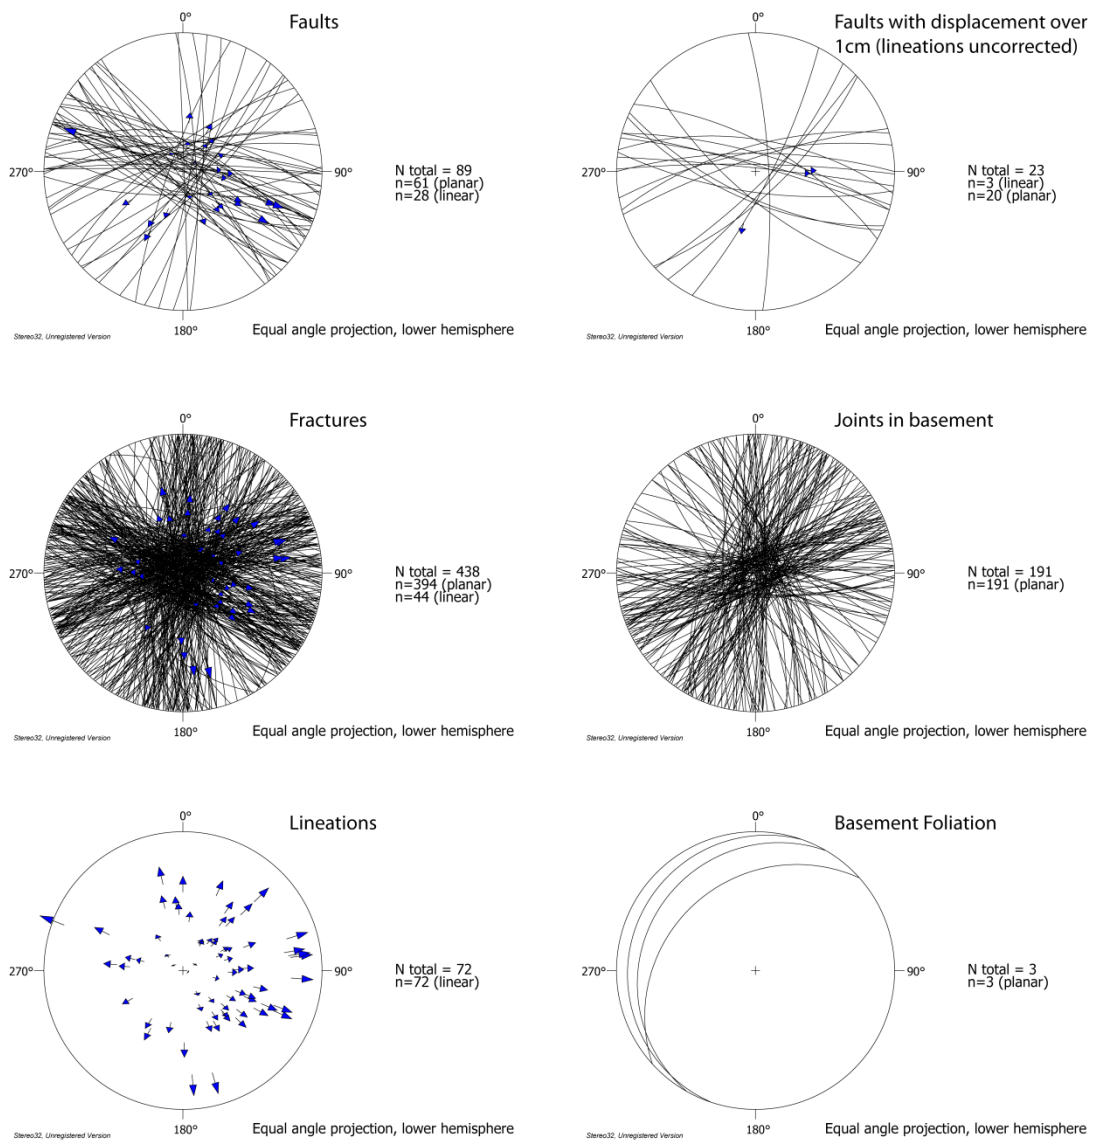 Faults
0°
270°
90°
180°
N total = 89
n=61 (planar)
n=28 (linear)
Stereo32, Unregistered Version
Equal angle projection, lower hemisphere
Faults with displacement over
1cm (lineations uncorrected)
0°
270°
90°
180°
N total = 23
n=3 (linear)
n=20 (planar)
Stereo32, Unregistered Version
Equal angle projection, lower hemisphere
Fractures
0°
270°
90°
180°
N total = 438
n=394 (planar)
n=44 (linear)
Stereo32, Unregistered Version
Equal angle projection, lower hemisphere
Joints in basement
0°
270°
90°
180°
N total = 191
n=191 (planar)
Stereo32, Unregistered Version
Equal angle projection, lower hemisphere
Lineations
0°
270°
90°
180°
N total = 72
n=72 (linear)
Stereo32, Unregistered Version
Equal angle projection, lower hemisphere
Basement Foliation
0°
270°
90°
180°
N total = 3
n=3 (planar)
Stereo32, Unregistered Version
Equal angle projection, lower hemisphere